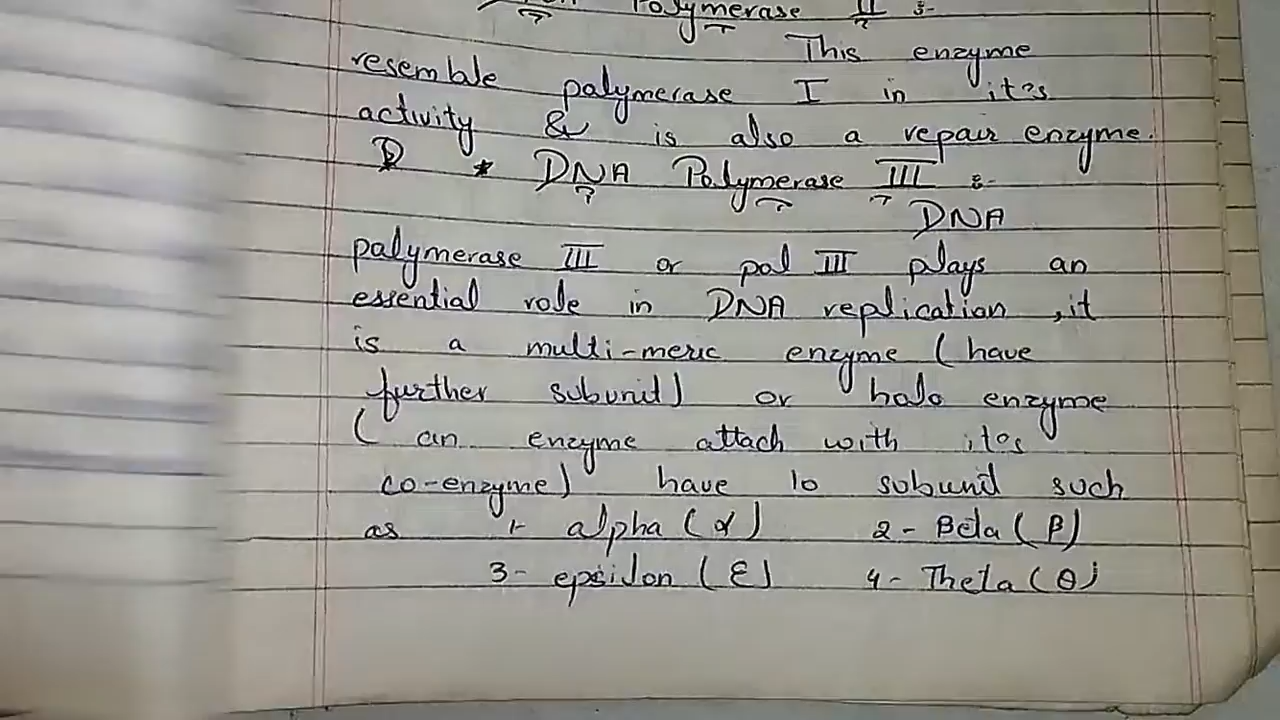 Polymerase II :-
This enzyme
resemble palymerase I in it's
activity & is also a repair enzyme.
D * DNA Polymerase III :-
DNA
palymerase III or pal III plays an
essential role in DNA replication, it
is a multi-meric enzyme ( have
further subunit) or halo enzyme
( an enzyme attach with it's
co-enzyme) have 10 subunit such
as 1- alpha (α) 2- Beta (β)
3- epsilon (ε) 4- Theta (θ)